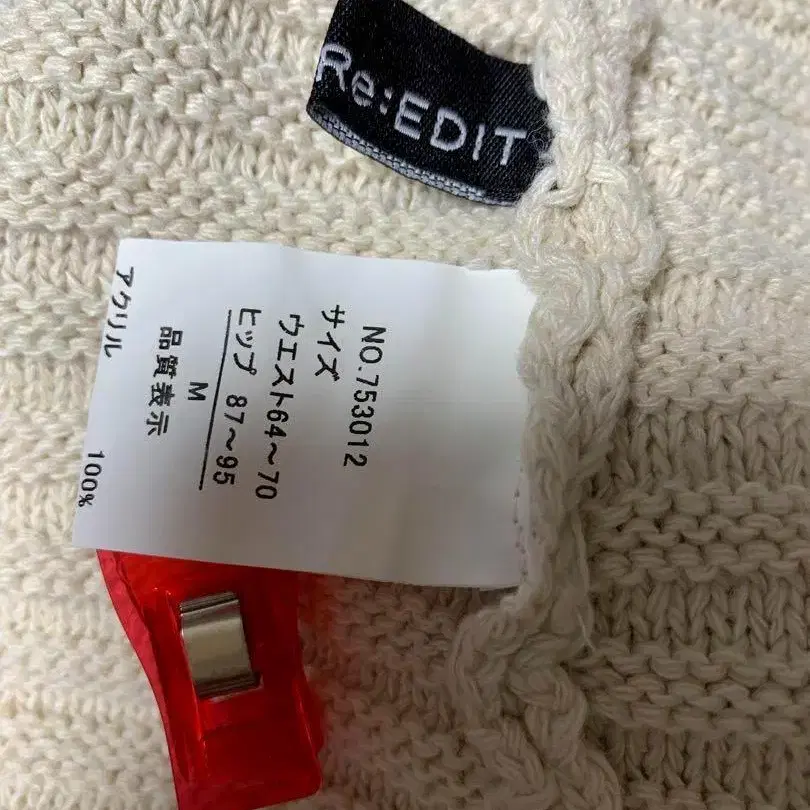 Re:EDIT
NO.753012
サイズ
ウエスト64～70
ヒップ 87～95
M
品質表示
アクリル 100%